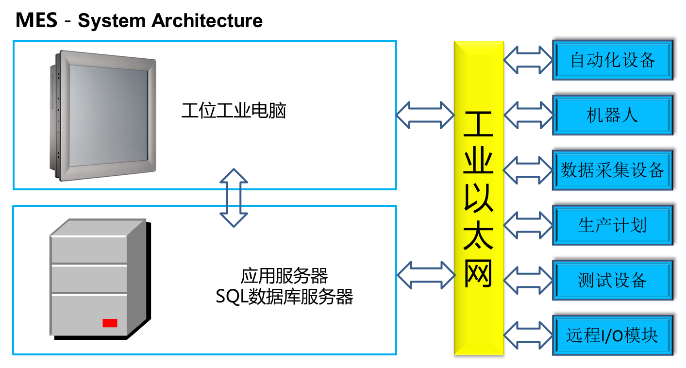 MES - System Architecture
工位工业电脑
应用服务器
SQL数据库服务器
工业以太网
自动化设备
机器人
数据采集设备
生产计划
测试设备
远程I/O模块